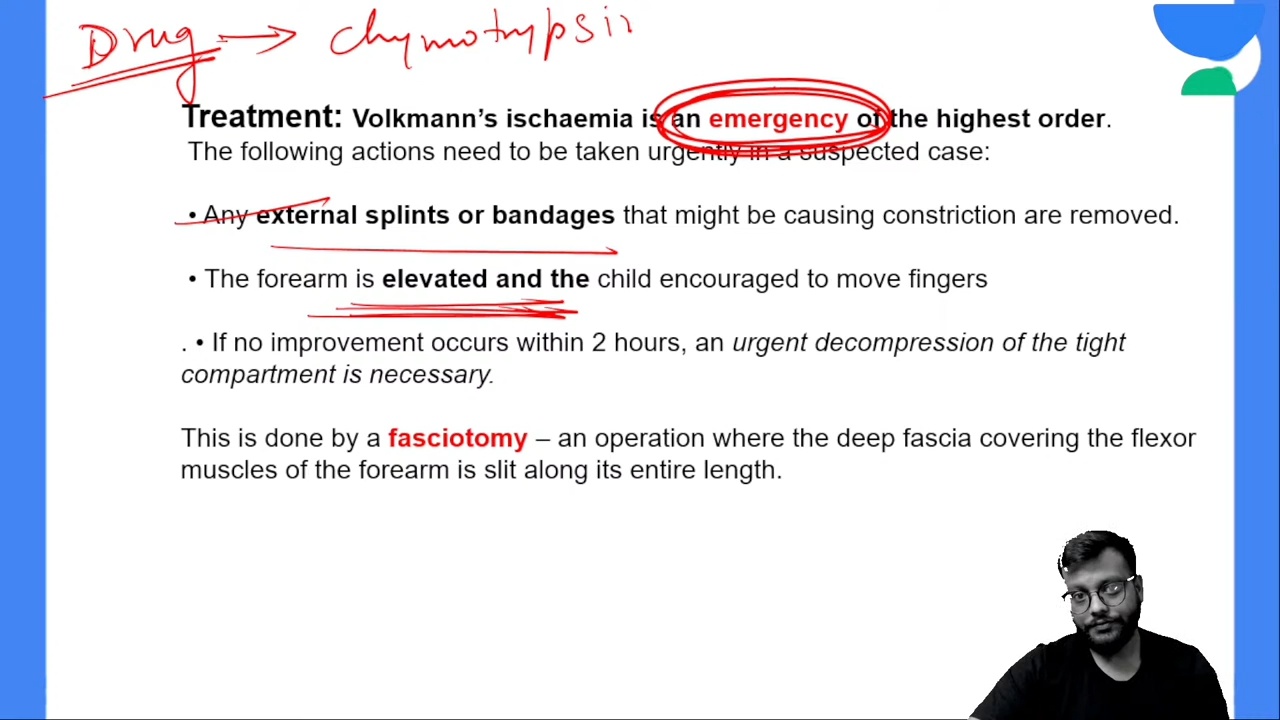 Drug → chymotrypsin
Treatment: Volkmann’s ischaemia is an emergency of the highest order.
The following actions need to be taken urgently in a suspected case:
• Any external splints or bandages that might be causing constriction are removed.
• The forearm is elevated and the child encouraged to move fingers
. • If no improvement occurs within 2 hours, an urgent decompression of the tight
compartment is necessary.
This is done by a fasciotomy – an operation where the deep fascia covering the flexor
muscles of the forearm is slit along its entire length.